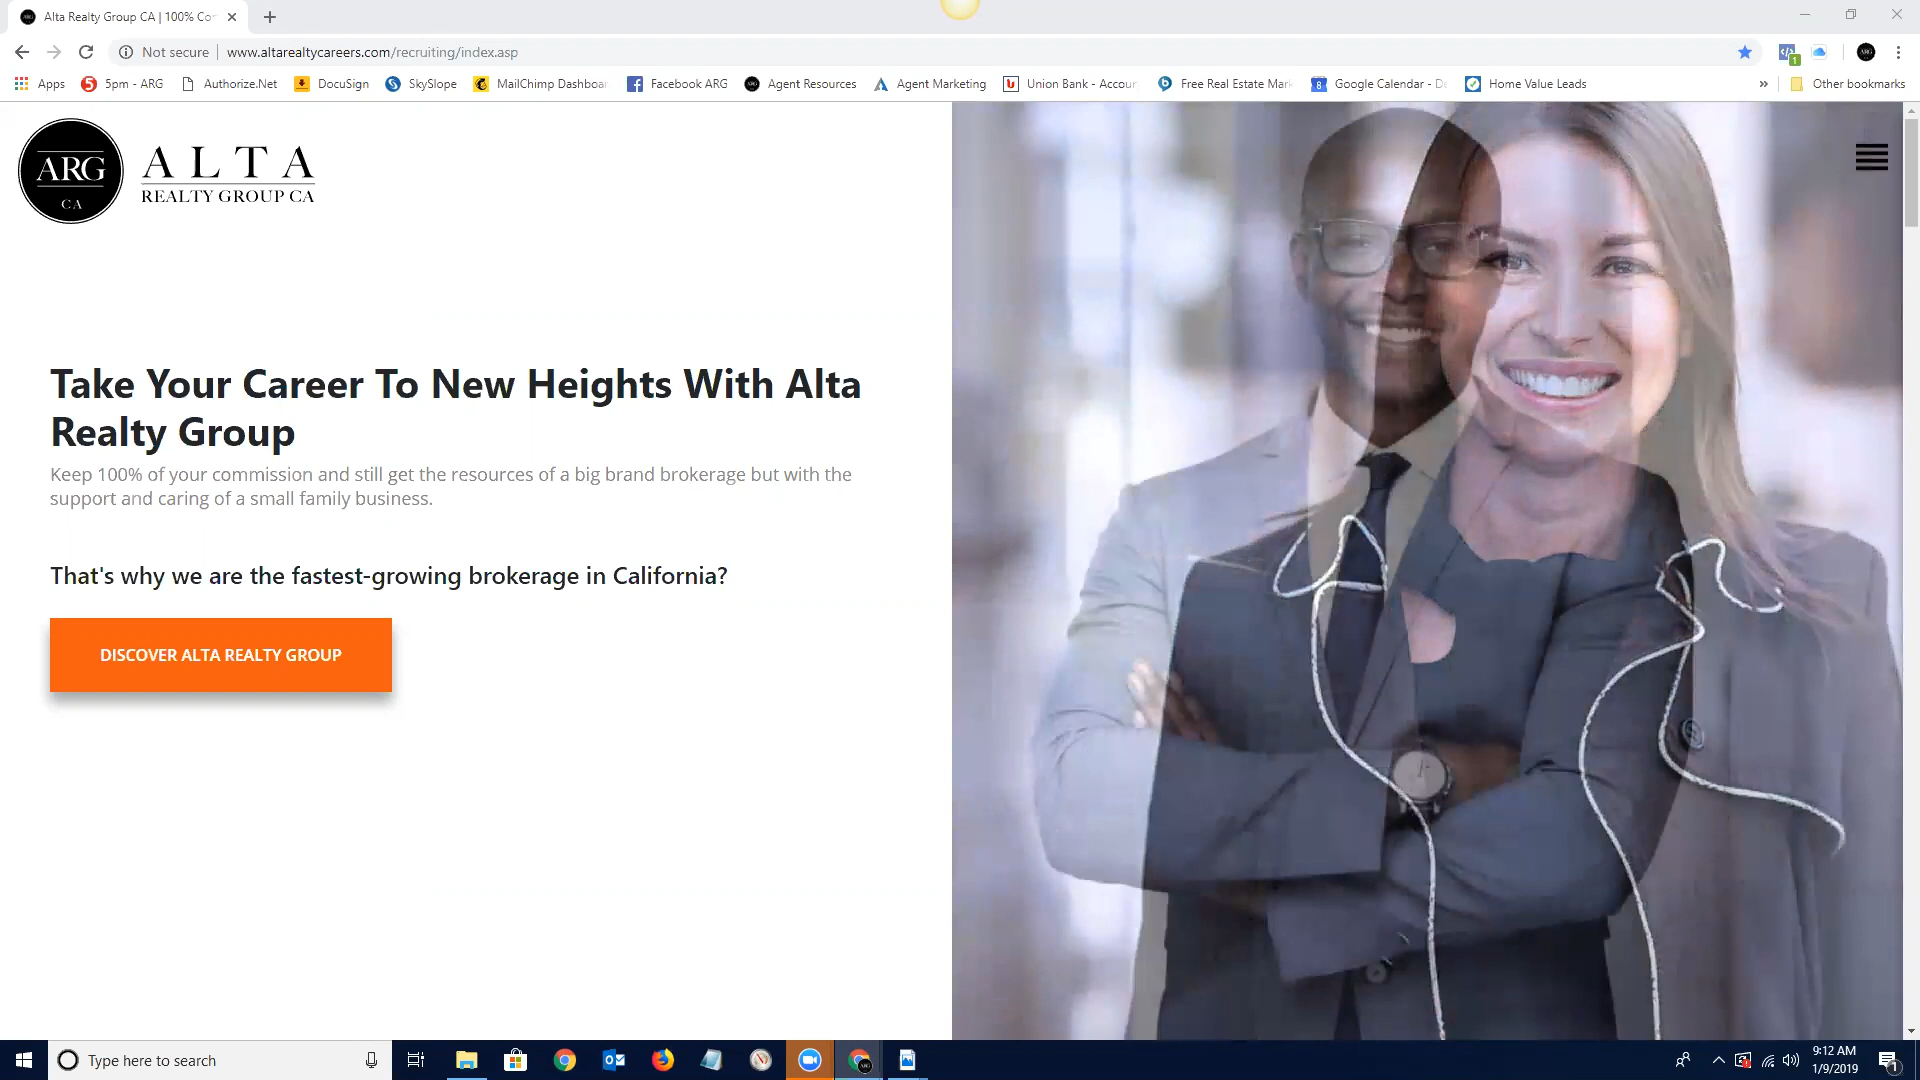 Alta Realty Group CA | 100% Co
Not secure
www.altarealtycareers.com/recruiting/index.asp
Apps
5pm - ARG
Authorize.Net
DocuSign
SkySlope
MailChimp Dashboa
Facebook ARG
Agent Resources
Agent Marketing
Union Bank - Accou
Free Real Estate Mar
Google Calendar - D
Home Value Leads
»
Other bookmarks
ARG
CA
ALTA
REALTY GROUP CA
Take Your Career To New Heights With Alta
Realty Group
Keep 100% of your commission and still get the resources of a big brand brokerage but with the
support and caring of a small family business.
That's why we are the fastest-growing brokerage in California?
DISCOVER ALTA REALTY GROUP
Type here to search
9:12 AM
1/9/2019